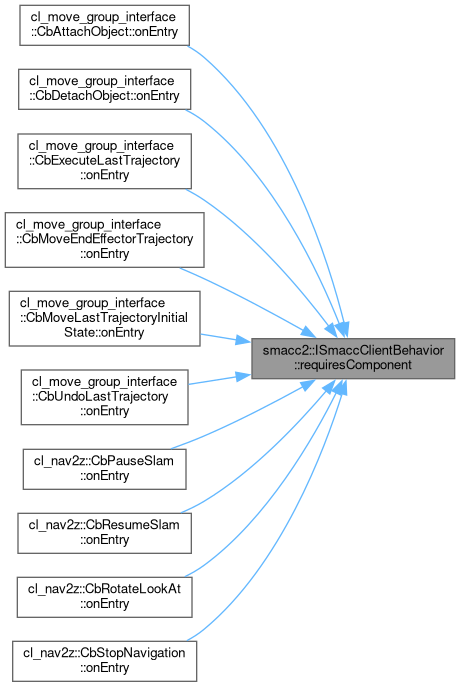 cl_move_group_interface
::CbAttachObject::onEntry
cl_move_group_interface
::CbDetachObject::onEntry
cl_move_group_interface
::CbExecuteLastTrajectory
::onEntry
cl_move_group_interface
::CbMoveEndEffectorTrajectory
::onEntry
cl_move_group_interface
::CbMoveLastTrajectoryInitial
State::onEntry
smacc2::ISmaccClientBehavior
::requiresComponent
cl_move_group_interface
::CbUndoLastTrajectory
::onEntry
cl_nav2z::CbPauseSlam
::onEntry
cl_nav2z::CbResumeSlam
::onEntry
cl_nav2z::CbRotateLookAt
::onEntry
cl_nav2z::CbStopNavigation
::onEntry